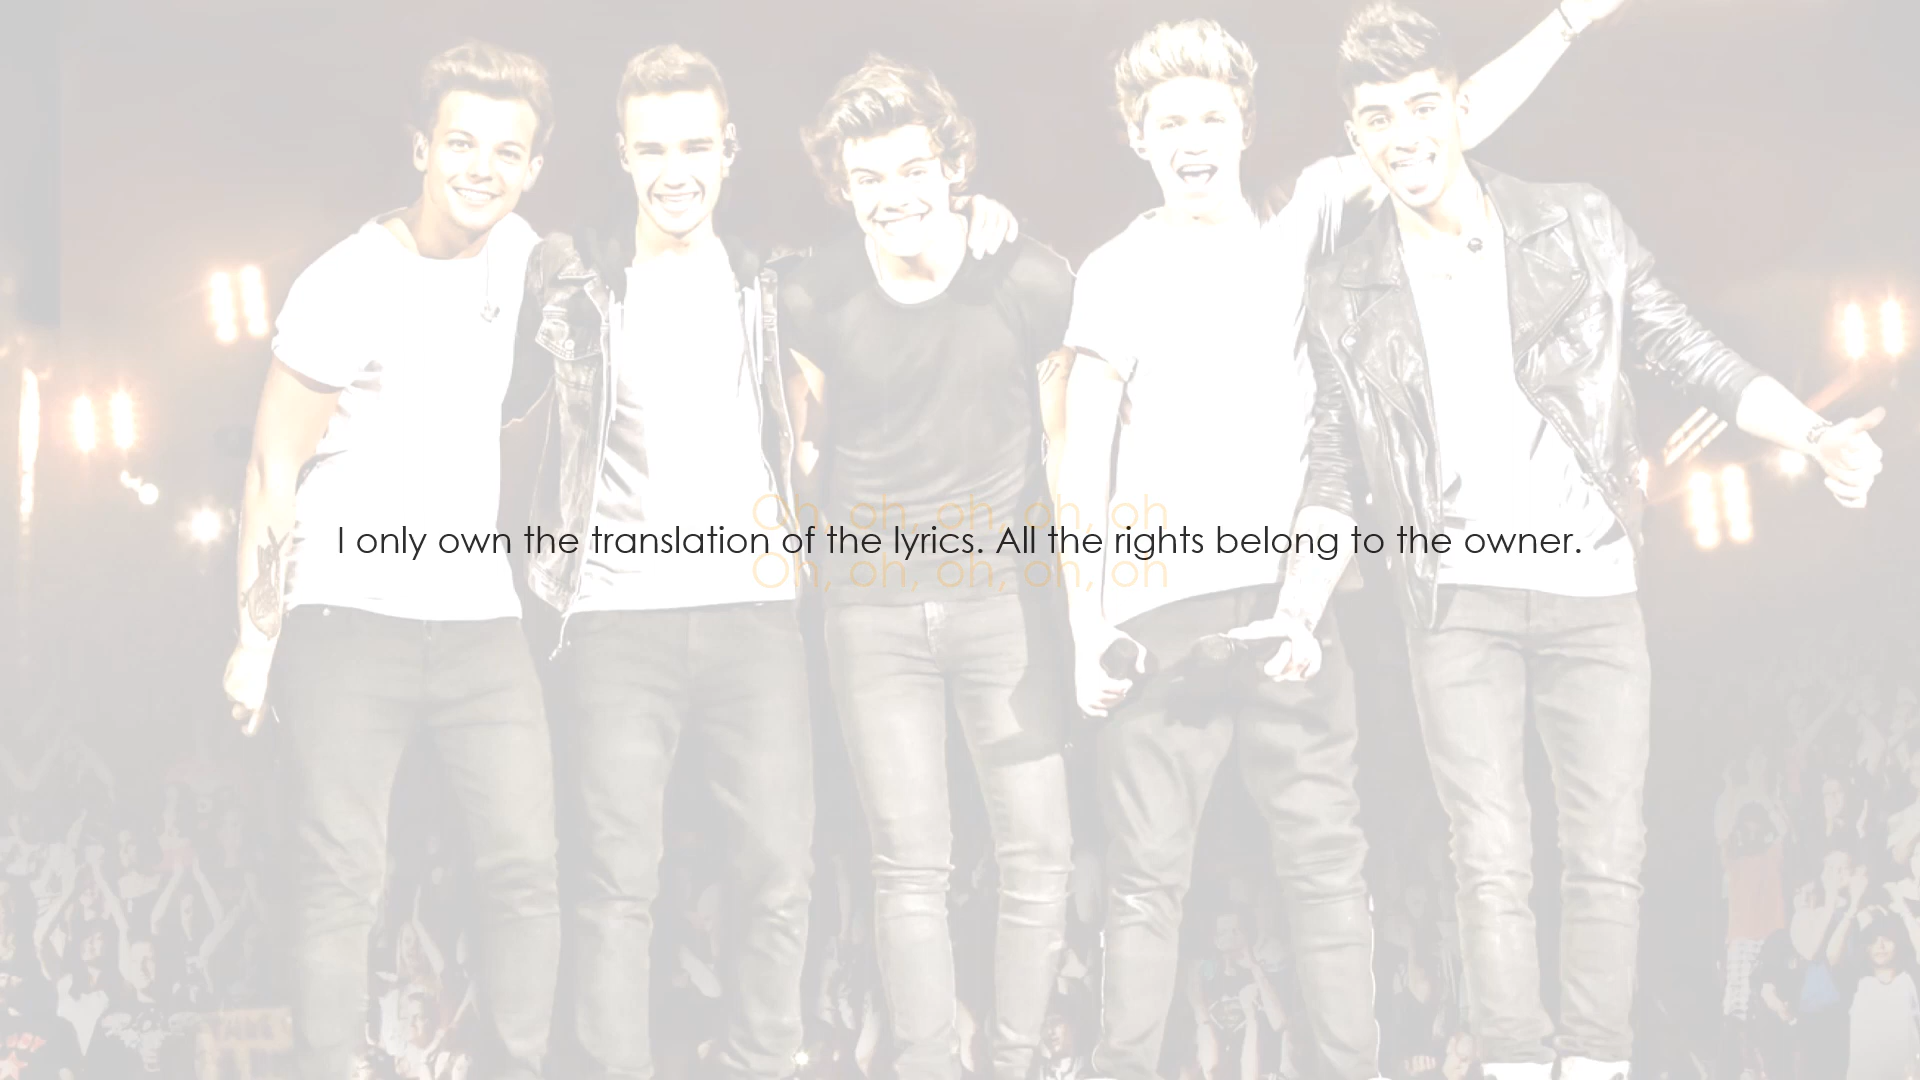 Oh, oh, oh, oh, oh
I only own the translation of the lyrics. All the rights belong to the owner.
Oh, oh, oh, oh, oh